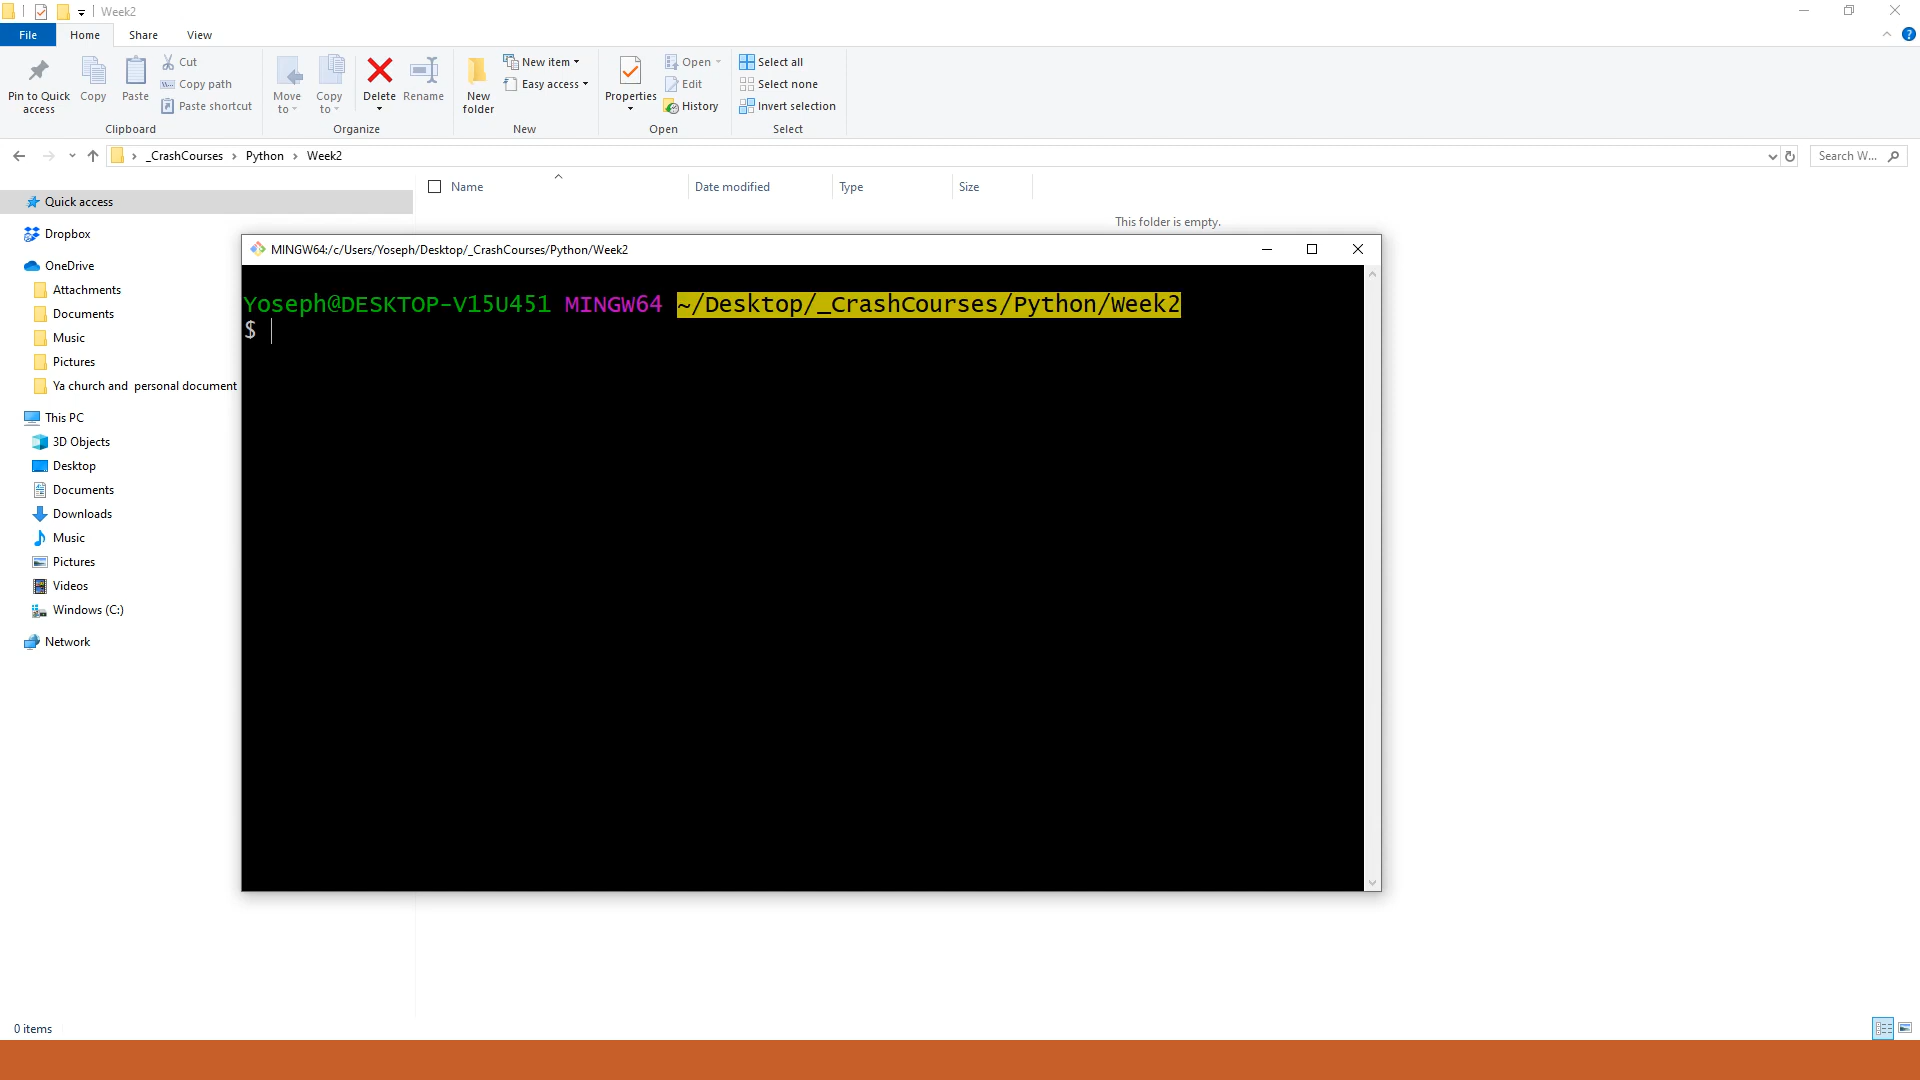 Week2
File Home Share View
Pin to Quick access
Copy
Paste
Cut
Copy path
Paste shortcut
Clipboard
Move to
Copy to
Delete
Rename
Organize
New folder
New item
Easy access
New
Properties
Open
Edit
History
Open
Select all
Select none
Invert selection
Select
_CrashCourses > Python > Week2
Search W...
Name Date modified Type Size
This folder is empty.
Quick access
Dropbox
OneDrive
Attachments
Documents
Music
Pictures
Ya church and personal document
This PC
3D Objects
Desktop
Documents
Downloads
Music
Pictures
Videos
Windows (C:)
Network
MINGW64:/c/Users/Yoseph/Desktop/_CrashCourses/Python/Week2
Yoseph@DESKTOP-V15U451 MINGW64 ~/Desktop/_CrashCourses/Python/Week2
$
0 items